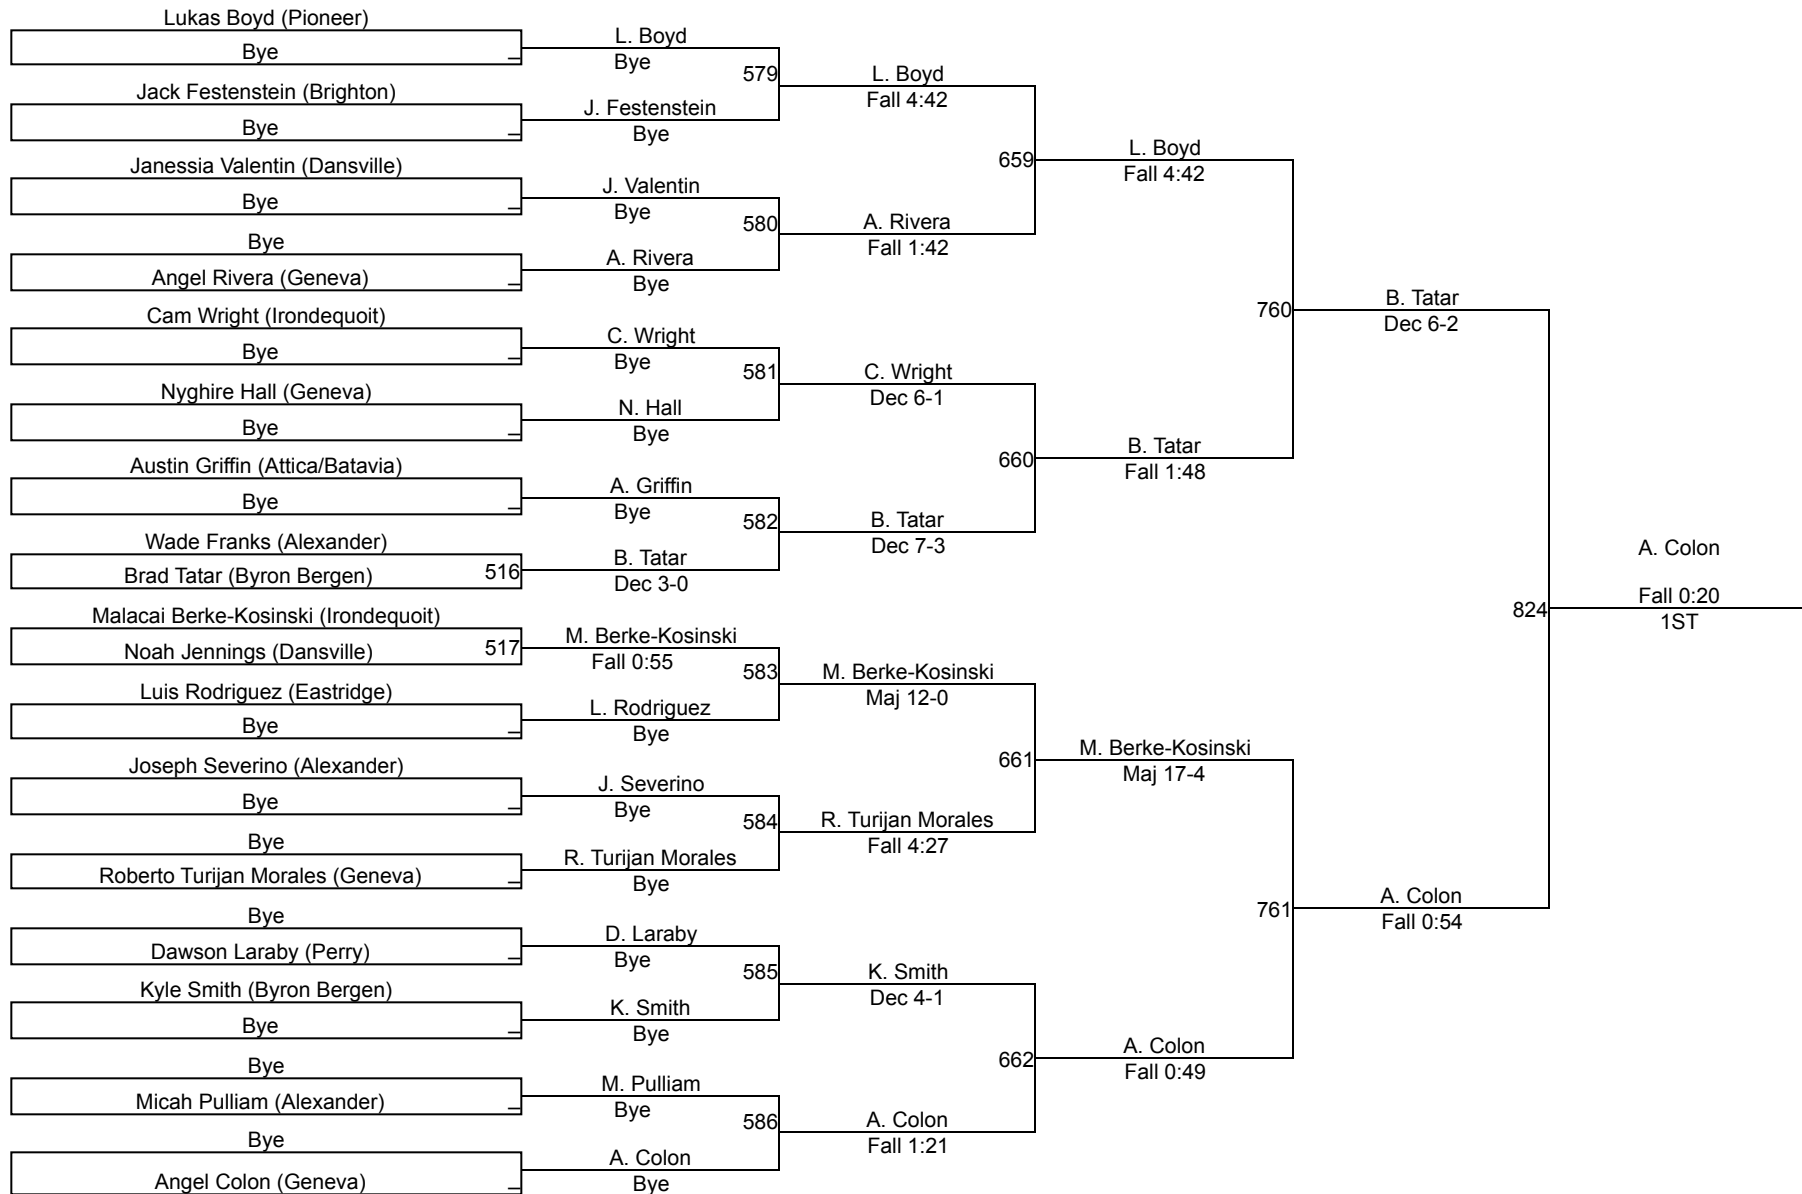 Lukas Boyd (Pioneer)
Bye
Jack Festenstein (Brighton)
Bye
Janessia Valentin (Dansville)
Bye
Bye
Angel Rivera (Geneva)
Cam Wright (Irondequoit)
Bye
Nyghire Hall (Geneva)
Bye
Austin Griffin (Attica/Batavia)
Bye
Wade Franks (Alexander)
Brad Tatar (Byron Bergen) 516
Malacai Berke-Kosinski (Irondequoit)
Noah Jennings (Dansville) 517
Luis Rodriguez (Eastridge)
Bye
Joseph Severino (Alexander)
Bye
Bye
Roberto Turijan Morales (Geneva)
Bye
Dawson Laraby (Perry)
Kyle Smith (Byron Bergen)
Bye
Bye
Micah Pulliam (Alexander)
Bye
Angel Colon (Geneva)
L. Boyd
Bye
579
J. Festenstein
Bye
J. Valentin
Bye
580
A. Rivera
Bye
C. Wright
Bye
581
N. Hall
Bye
A. Griffin
Bye
582
B. Tatar
Dec 3-0
M. Berke-Kosinski
Fall 0:55
583
L. Rodriguez
Bye
J. Severino
Bye
584
R. Turijan Morales
Bye
D. Laraby
Bye
585
K. Smith
Bye
M. Pulliam
Bye
586
A. Colon
Bye
L. Boyd
Fall 4:42
659
A. Rivera
Fall 1:42
C. Wright
Dec 6-1
660
B. Tatar
Dec 7-3
M. Berke-Kosinski
Maj 12-0
661
R. Turijan Morales
Fall 4:27
K. Smith
Dec 4-1
662
A. Colon
Fall 1:21
L. Boyd
Fall 4:42
760
B. Tatar
Fall 1:48
M. Berke-Kosinski
Maj 17-4
761
A. Colon
Fall 0:49
B. Tatar
Dec 6-2
824
A. Colon
Fall 0:54
A. Colon
Fall 0:20
1ST